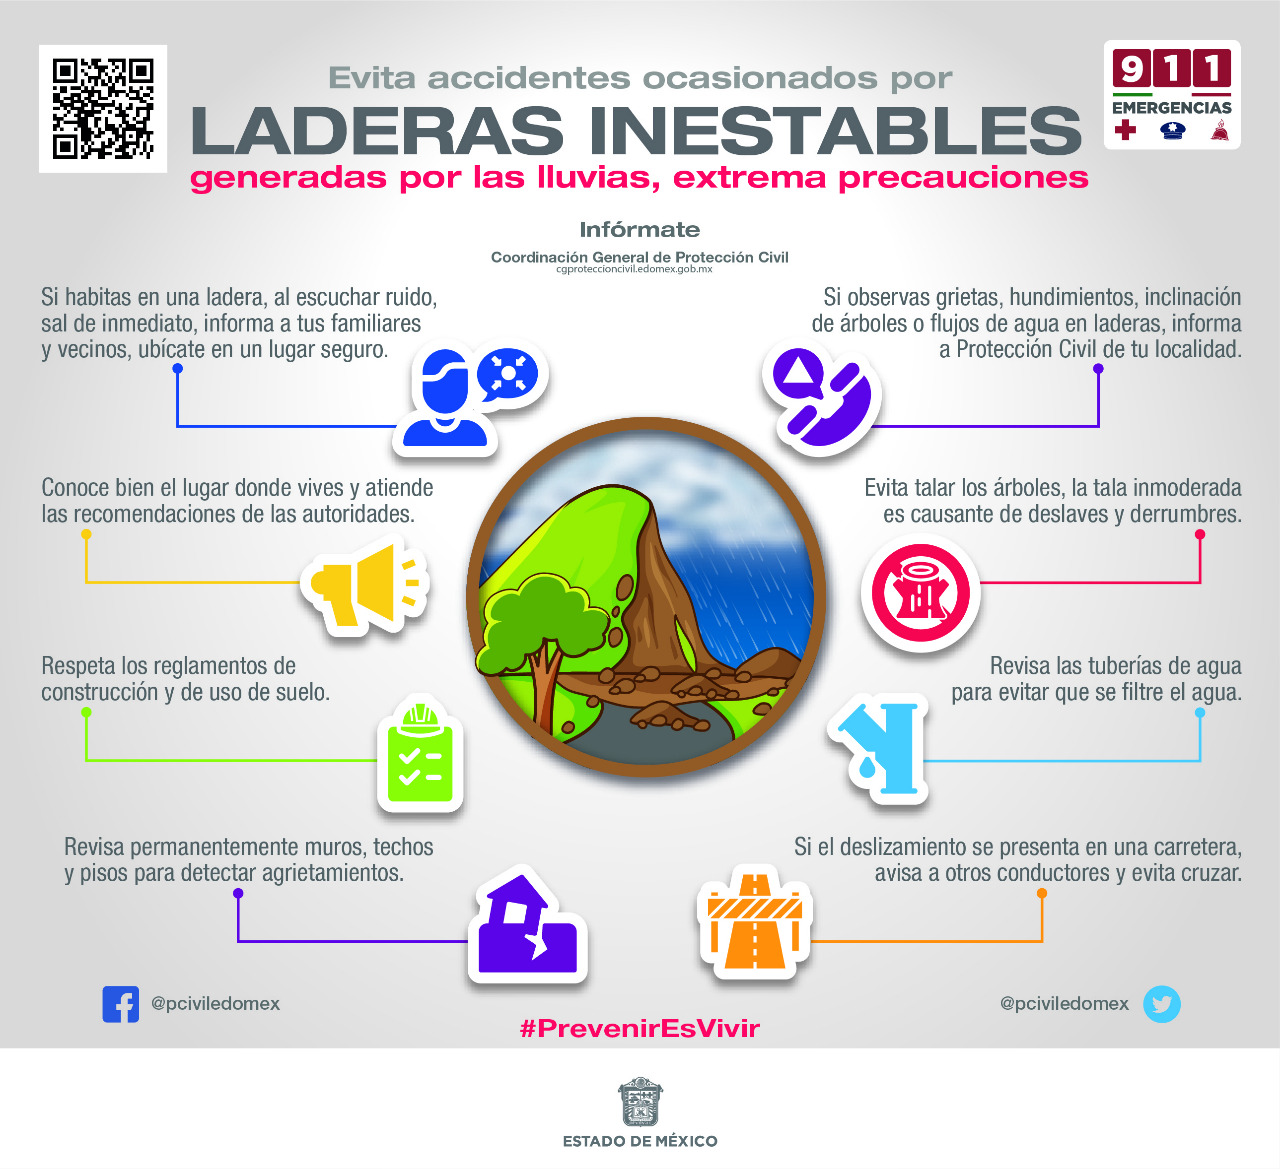 Evita accidentes ocasionados por
LADERAS INESTABLES
generadas por las lluvias, extrema precauciones
911
EMERGENCIAS
Infórmate
Coordinación General de Protección Civil
cgproteccioncivil.edomex.gob.mx
Si habitas en una ladera, al escuchar ruido,
sal de inmediato, informa a tus familiares
y vecinos, ubícate en un lugar seguro.
Si observas grietas, hundimientos, inclinación
de árboles o flujos de agua en laderas, informa
a Protección Civil de tu localidad.
Conoce bien el lugar donde vives y atiende
las recomendaciones de las autoridades.
Evita talar los árboles, la tala inmoderada
es causante de deslaves y derrumbres.
Respeta los reglamentos de
construcción y de uso de suelo.
Revisa las tuberías de agua
para evitar que se filtre el agua.
Revisa permanentemente muros, techos
y pisos para detectar agrietamientos.
Si el deslizamiento se presenta en una carretera,
avisa a otros conductores y evita cruzar.
@pciviledomex
@pciviledomex
#PrevenirEsVivir
ESTADO DE MÉXICO